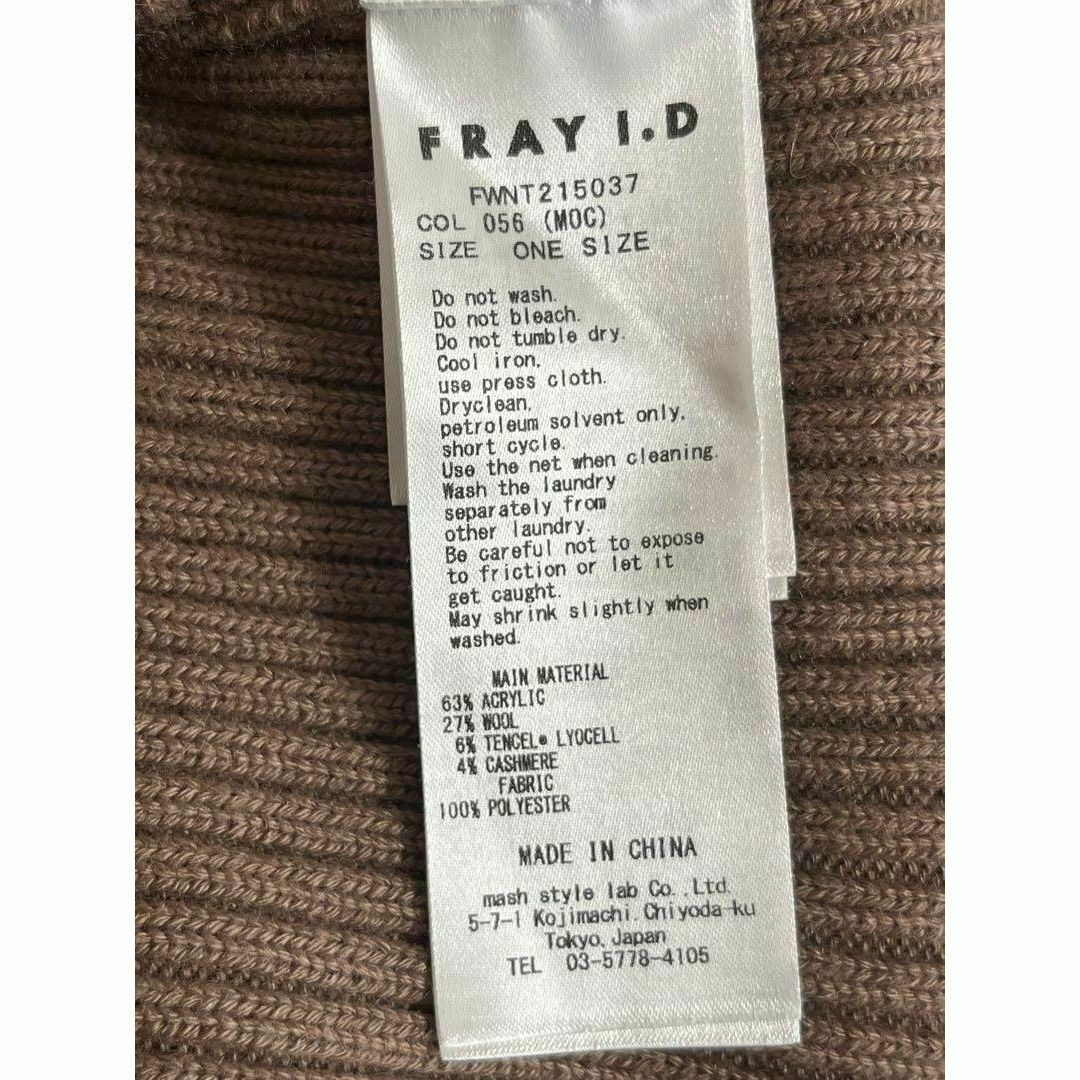 FRAY I.D
FWNT215037
COL 056 (MOC)
SIZE ONE SIZE
Do not wash.
Do not bleach.
Do not tumble dry.
Cool iron,
use press cloth.
Dryclean,
petroleum solvent only,
short cycle.
Use the net when cleaning.
Wash the laundry
separately from
other laundry.
Be careful not to expose
to friction or let it
get caught.
May shrink slightly when
washed.
MAIN MATERIAL
63% ACRYLIC
27% WOOL
6% TENCEL® LYOCELL
4% CASHMERE
FABRIC
100% POLYESTER
MADE IN CHINA
mash style lab Co.,Ltd.
5-7-1 Kojimachi,Chiyoda-ku
Tokyo,Japan
TEL 03-5778-4105